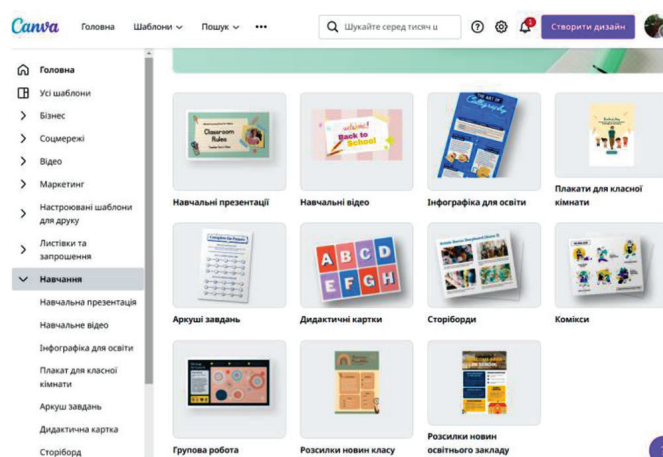 Canva Головна Шаблони Пошук ••• Шукайте серед тисяч ш Створити дизайн
Головна
Усі шаблони
Бізнес
Соцмережі
Відео
Маркетинг
Настроювані шаблони
для друку
Листівки та
запрошення
Навчання
Навчальна презентація
Навчальне відео
Інфографіка для освіти
Плакат для класної
кімнати
Аркуш завдань
Дидактична картка
Сторіборд
Classroom
Rules
welcome!
Back to
School
THE ART OF
Calligraphy
Навчальні презентації
Навчальні відео
Інфографіка для освіти
Плакати для класної
кімнати
A B C D
E F G H
Аркуші завдань
Дидактичні картки
Сторіборди
Комікси
Групова робота
Розсилки новин класу
Розсилки новин
освітнього закладу